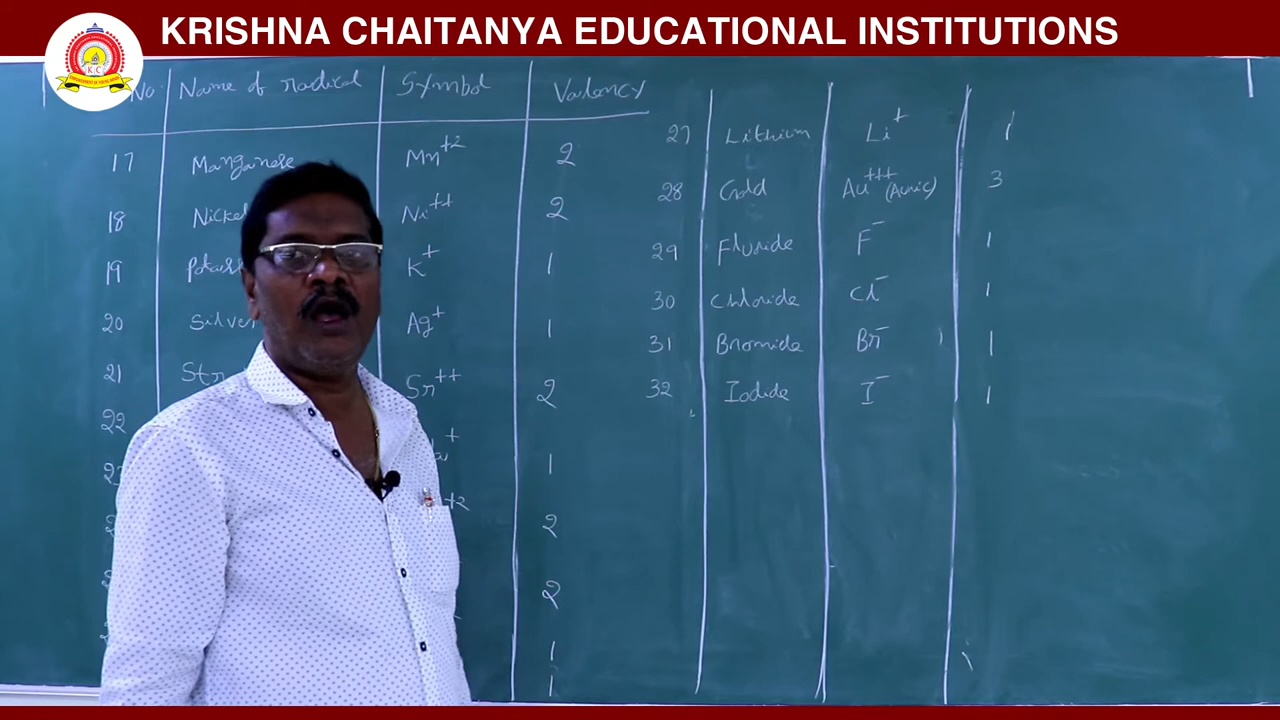 KRISHNA CHAITANYA EDUCATIONAL INSTITUTIONS
K C
No. Name of radical Symbol Valency
17 Manganese Mn+2 2
18 Nickel Ni++ 2
19 K+ 1
20 Silver Ag+ 1
21 Sr++ 2
22
+ 1
+2 2
2
1
1
27 Lithium Li+ 1
28 Gold Au+++ (Auric) 3
29 Fluoride F- 1
30 Chloride Cl- 1
31 Bromide Br- 1
32 Iodide I- 1